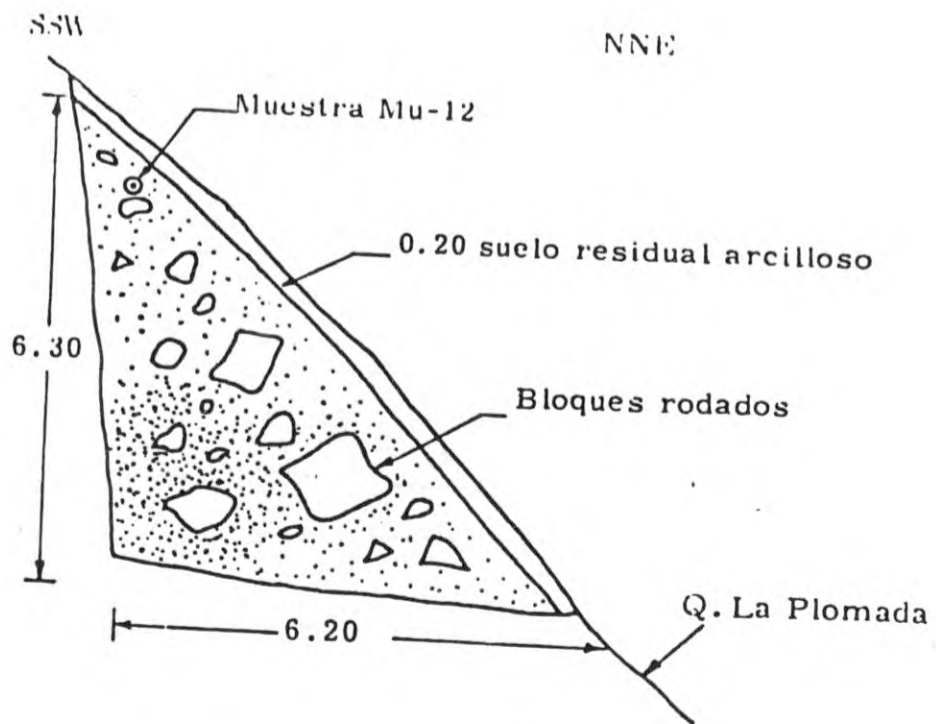 SSW
NNE
Muestra Mu-12
0.20 suelo residual arcilloso
6.30
Bloques rodados
Q. La Plomada
6.20